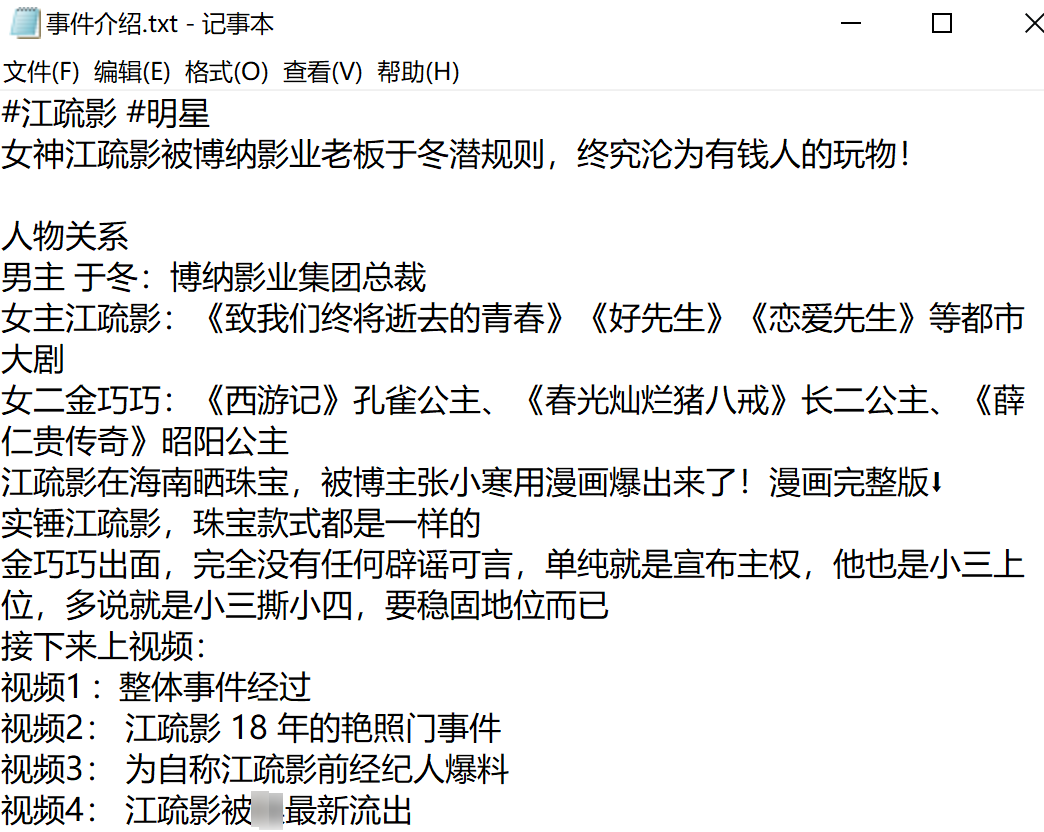 事件介绍.txt - 记事本
文件(F) 编辑(E) 格式(O) 查看(V) 帮助(H)
#江疏影 #明星
女神江疏影被博纳影业老板于冬潜规则，终究沦为有钱人的玩物！
人物关系
男主 于冬：博纳影业集团总裁
女主江疏影：《致我们终将逝去的青春》《好先生》《恋爱先生》等都市
大剧
女二金巧巧：《西游记》孔雀公主、《春光灿烂猪八戒》长二公主、《薛
仁贵传奇》昭阳公主
江疏影在海南晒珠宝，被博主张小寒用漫画爆出来了！漫画完整版⬇
实锤江疏影，珠宝款式都是一样的
金巧巧出面，完全没有任何辟谣可言，单纯就是宣布主权，他也是小三上
位，多说就是小三撕小四，要稳固地位而已
接下来上视频：
视频1：整体事件经过
视频2： 江疏影 18 年的艳照门事件
视频3： 为自称江疏影前经纪人爆料
视频4： 江疏影被最新流出